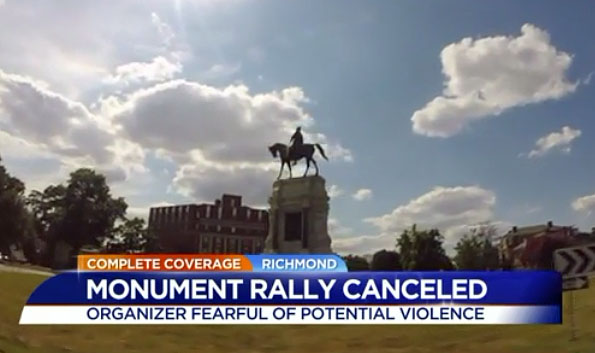 COMPLETE COVERAGE RICHMOND
MONUMENT RALLY CANCELED
ORGANIZER FEARFUL OF POTENTIAL VIOLENCE